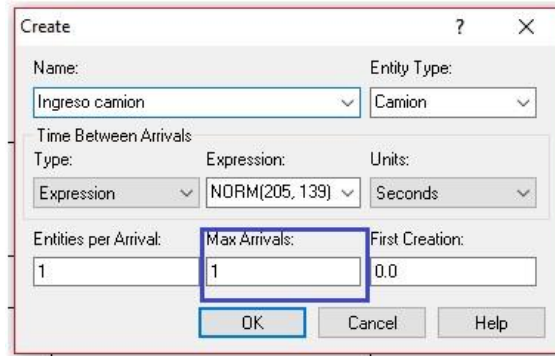 Create ? ✕
Name: Entity Type:
Ingreso camion Camion
Time Between Arrivals
Type: Expression: Units:
Expression NORM(205, 139) Seconds
Entities per Arrival: Max Arrivals: First Creation:
1 1 0.0
OK Cancel Help